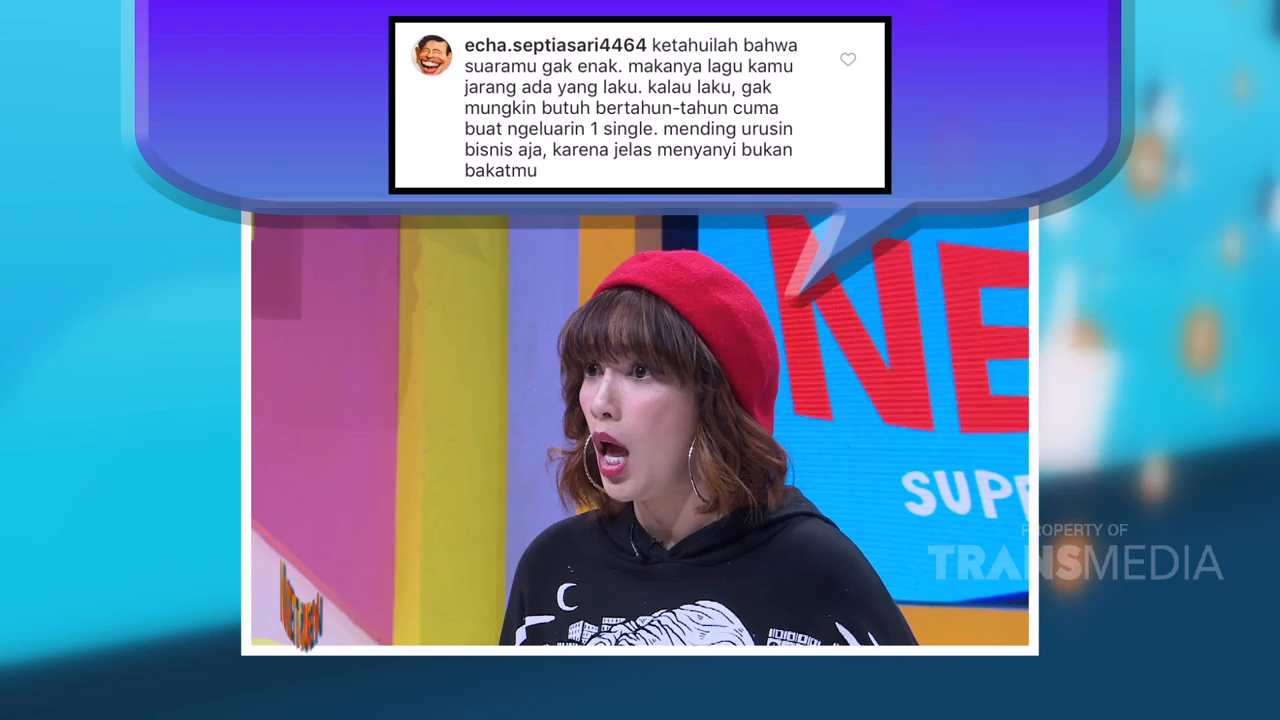 echa.septiasari4464 ketahuilah bahwa
suaramu gak enak. makanya lagu kamu
jarang ada yang laku. kalau laku, gak
mungkin butuh bertahun-tahun cuma
buat ngeluarin 1 single. mending urusin
bisnis aja, karena jelas menyanyi bukan
bakatmu
NE
SUPE
PROPERTY OF
TRANSMEDIA